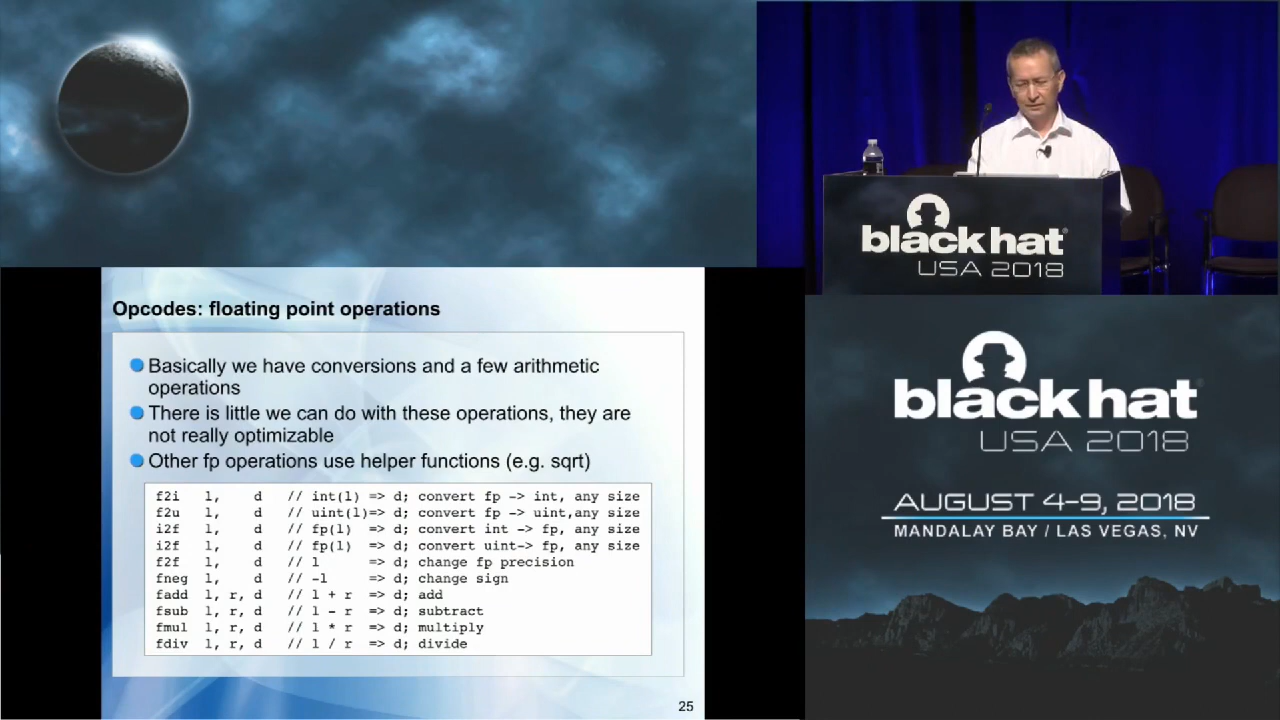 black hat
USA 2018
Opcodes: floating point operations
Basically we have conversions and a few arithmetic
operations
There is little we can do with these operations, they are
not really optimizable
Other fp operations use helper functions (e.g. sqrt)
f2i l, d // int(l) => d; convert fp -> int, any size
f2u l, d // uint(l)=> d; convert fp -> uint,any size
i2f l, d // fp(l) => d; convert int -> fp, any size
i2f l, d // fp(l) => d; convert uint-> fp, any size
f2f l, d // l => d; change fp precision
fneg l, d // -l => d; change sign
fadd l, r, d // l + r => d; add
fsub l, r, d // l - r => d; subtract
fmul l, r, d // l * r => d; multiply
fdiv l, r, d // l / r => d; divide
25
black hat
USA 2018
AUGUST 4-9, 2018
MANDALAY BAY / LAS VEGAS, NV